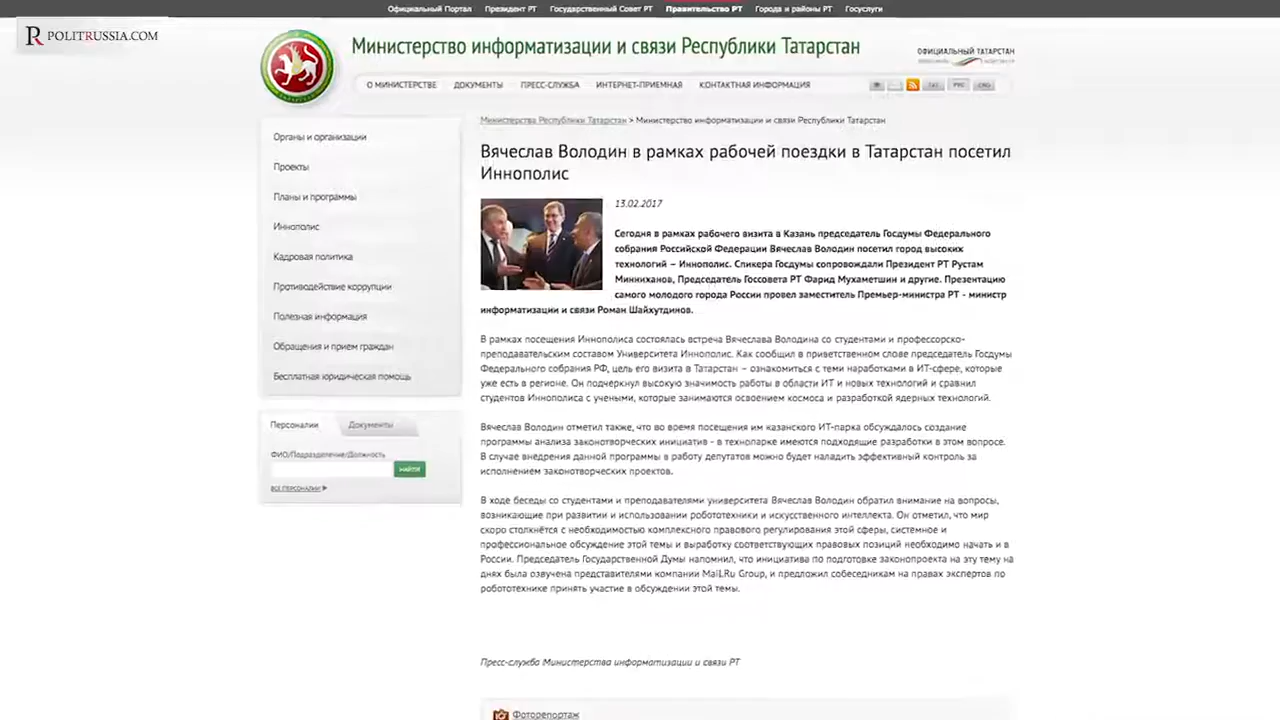 Официальный Портал Президент РТ Государственный Совет РТ Правительство РТ Города и районы РТ Госуслуги
POLITRUSSIA.COM
Министерство информатизации и связи Республики Татарстан
ОФИЦИАЛЬНЫЙ ТАТАРСТАН
О МИНИСТЕРСТВЕ ДОКУМЕНТЫ ПРЕСС-СЛУЖБА ИНТЕРНЕТ-ПРИЕМНАЯ КОНТАКТНАЯ ИНФОРМАЦИЯ
ТАТ РУС ENG
Органы и организации
Проекты
Планы и программы
Иннополис
Кадровая политика
Противодействие коррупции
Полезная информация
Обращения и прием граждан
Бесплатная юридическая помощь
Персоналии Документы
ФИО/Подразделение/Должность
НАЙТИ
ВСЕ ПЕРСОНАЛИИ
Министерства Республики Татарстан > Министерство информатизации и связи Республики Татарстан
Вячеслав Володин в рамках рабочей поездки в Татарстан посетил
Иннополис
13.02.2017
Сегодня в рамках рабочего визита в Казань председатель Госдумы Федерального
собрания Российской Федерации Вячеслав Володин посетил город высоких
технологий – Иннополис. Спикера Госдумы сопровождали Президент РТ Рустам
Минниханов, Председатель Госсовета РТ Фарид Мухаметшин и другие. Презентацию
самого молодого города России провел заместитель Премьер-министра РТ - министр
информатизации и связи Роман Шайхутдинов.
В рамках посещения Иннополиса состоялась встреча Вячеслава Володина со студентами и профессорско-
преподавательским составом Университета Иннополис. Как сообщил в приветственном слове председатель Госдумы
Федерального собрания РФ, цель его визита в Татарстан – ознакомиться с теми наработками в ИТ-сфере, которые
уже есть в регионе. Он подчеркнул высокую значимость работы в области ИТ и новых технологий и сравнил
студентов Иннополиса с учеными, которые занимаются освоением космоса и разработкой ядерных технологий.
Вячеслав Володин отметил также, что во время посещения им казанского ИТ-парка обсуждалось создание
программы анализа законотворческих инициатив - в технопарке имеются подходящие разработки в этом вопросе.
В случае внедрения данной программы в работу депутатов можно будет наладить эффективный контроль за
исполнением законотворческих проектов.
В ходе беседы со студентами и преподавателями университета Вячеслав Володин обратил внимание на вопросы,
возникающие при развитии и использовании робототехники и искусственного интеллекта. Он отметил, что мир
скоро столкнётся с необходимостью комплексного правового регулирования этой сферы, системное и
профессиональное обсуждение этой темы и выработку соответствующих правовых позиций необходимо начать и в
России. Председатель Государственной Думы напомнил, что инициатива по подготовке законопроекта на эту тему на
днях была озвучена представителями компании Mail.Ru Group, и предложил собеседникам на правах экспертов по
робототехнике принять участие в обсуждении этой темы.
Пресс-служба Министерства информатизации и связи РТ
Фоторепортаж